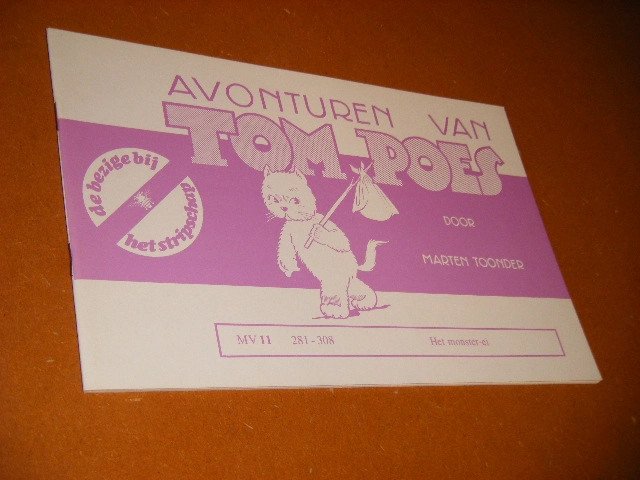 AVONTUREN VAN
TOM POES
de bezige bij
het stripschap
DOOR
MARTEN TOONDER
MV 11 281-308 Het monster-ei